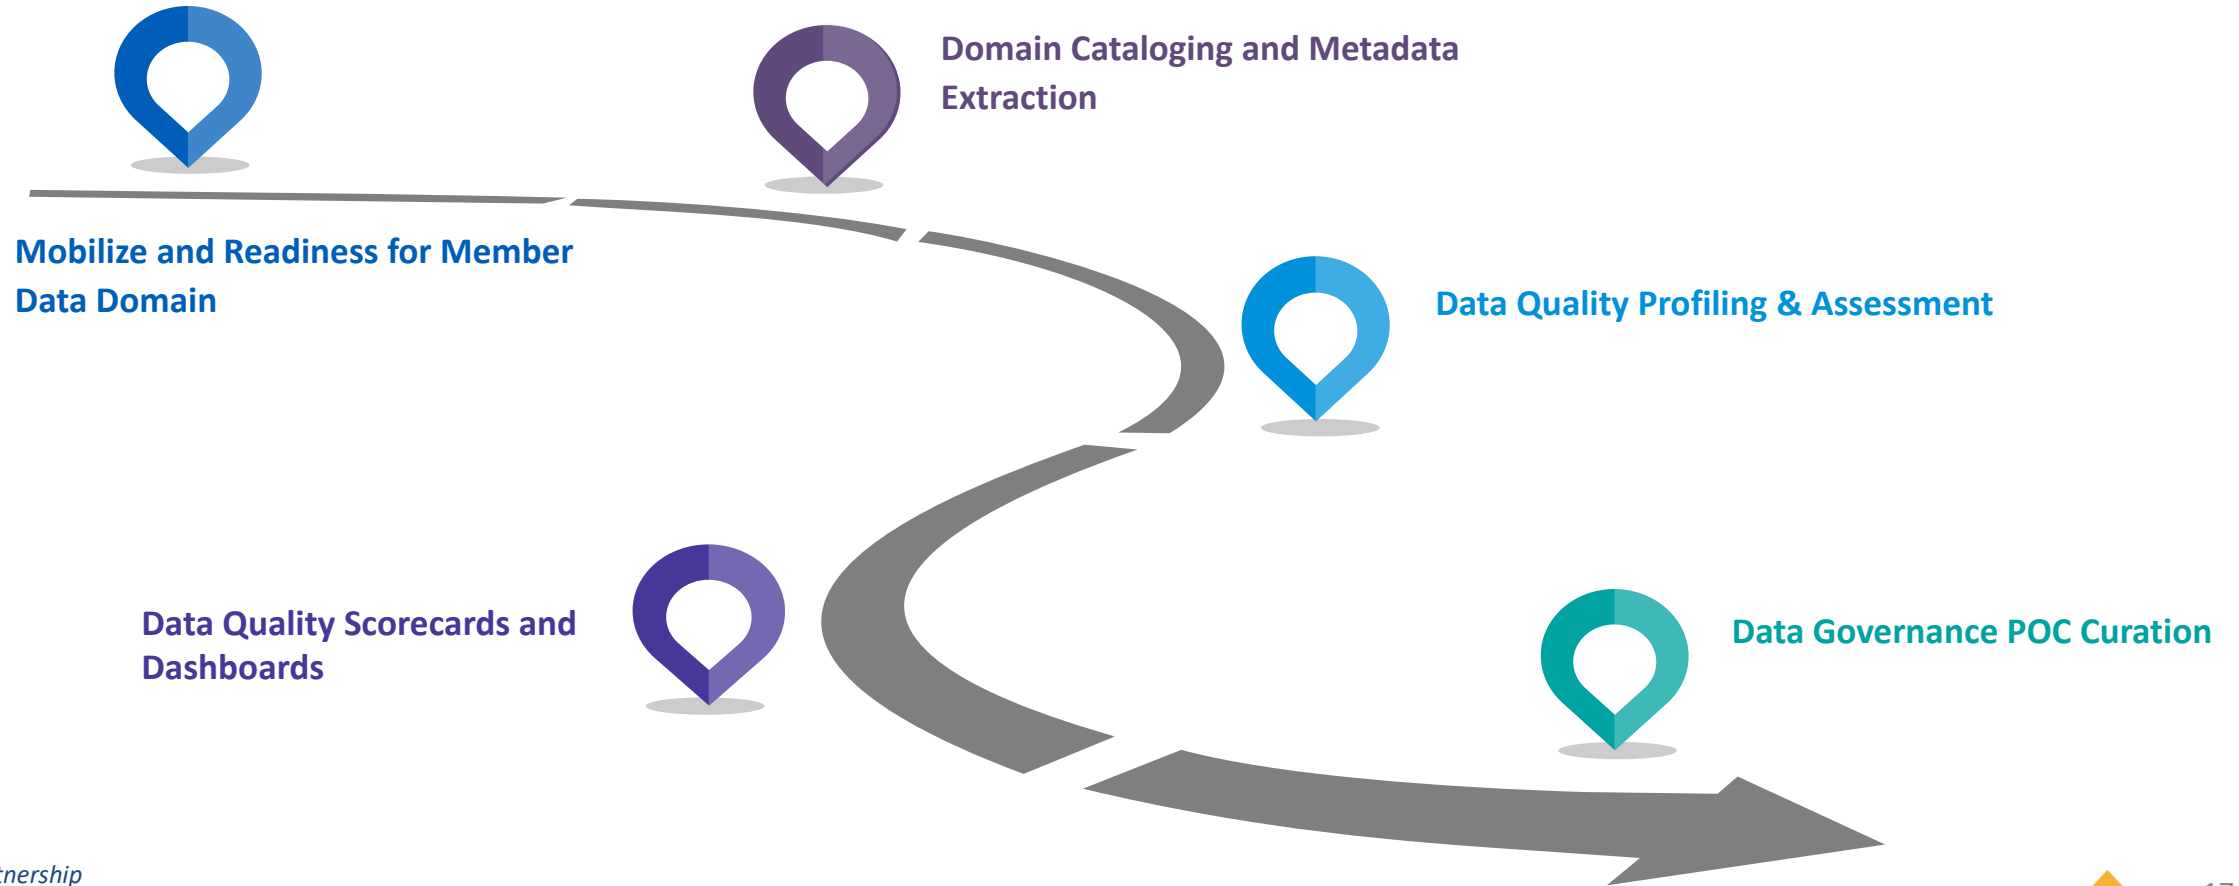 Domain Cataloging and Metadata
Extraction
Mobilize and Readiness for Member
Data Domain
Data Quality Profiling & Assessment
Data Quality Scorecards and
Dashboards
Data Governance POC Curation